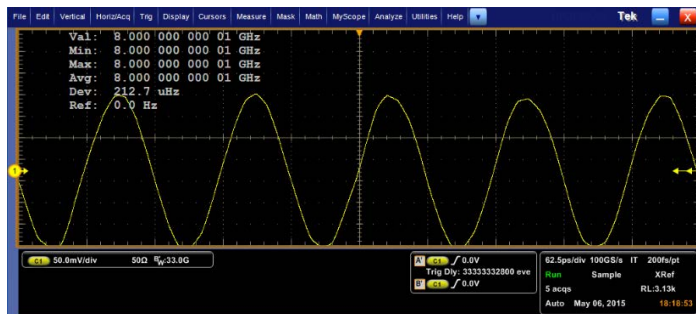 File Edit Vertical Horiz/Acq Trig Display Cursors Measure Mask Math MyScope Analyze Utilities Help Tek X
Val: 8.000 000 000 01 GHz
Min: 8.000 000 000 01 GHz
Max: 8.000 000 000 01 GHz
Avg: 8.000 000 000 01 GHz
Dev: 212.7 uHz
Ref: 0.0 Hz
1
C1 50.0mV/div 50Ω BW:33.0G
A' C1 ∫ 0.0V
Trig Dly: 33333332800 eve
B' C1 ∫ 0.0V
62.5ps/div 100GS/s IT 200fs/pt
Run Sample XRef
5 acqs RL:3.13k
Auto May 06, 2015 18:18:53